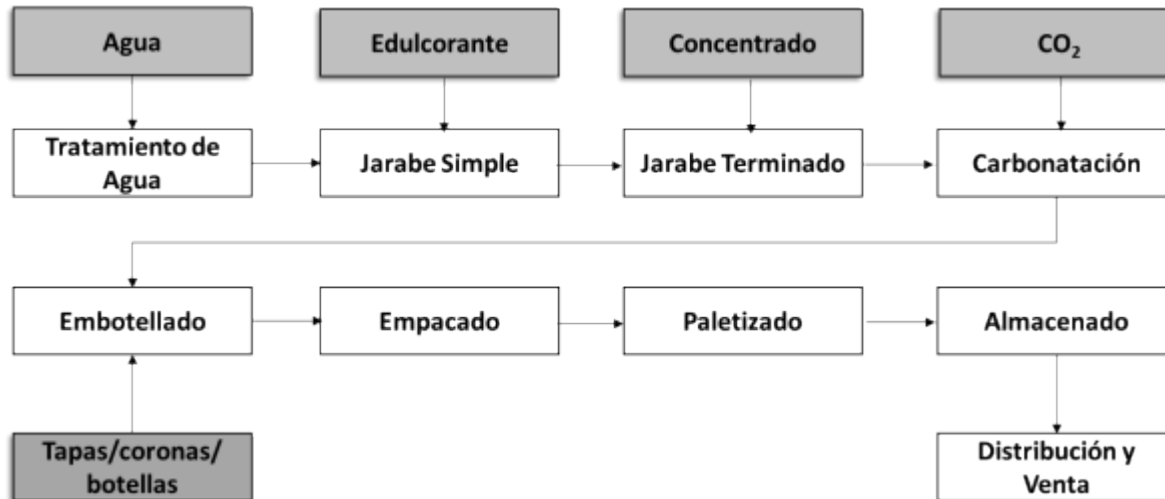 Agua
Edulcorante
Concentrado
CO₂
Tratamiento de
Agua
Jarabe Simple
Jarabe Terminado
Carbonatación
Embotellado
Empacado
Paletizado
Almacenado
Tapas/coronas/
botellas
Distribución y
Venta